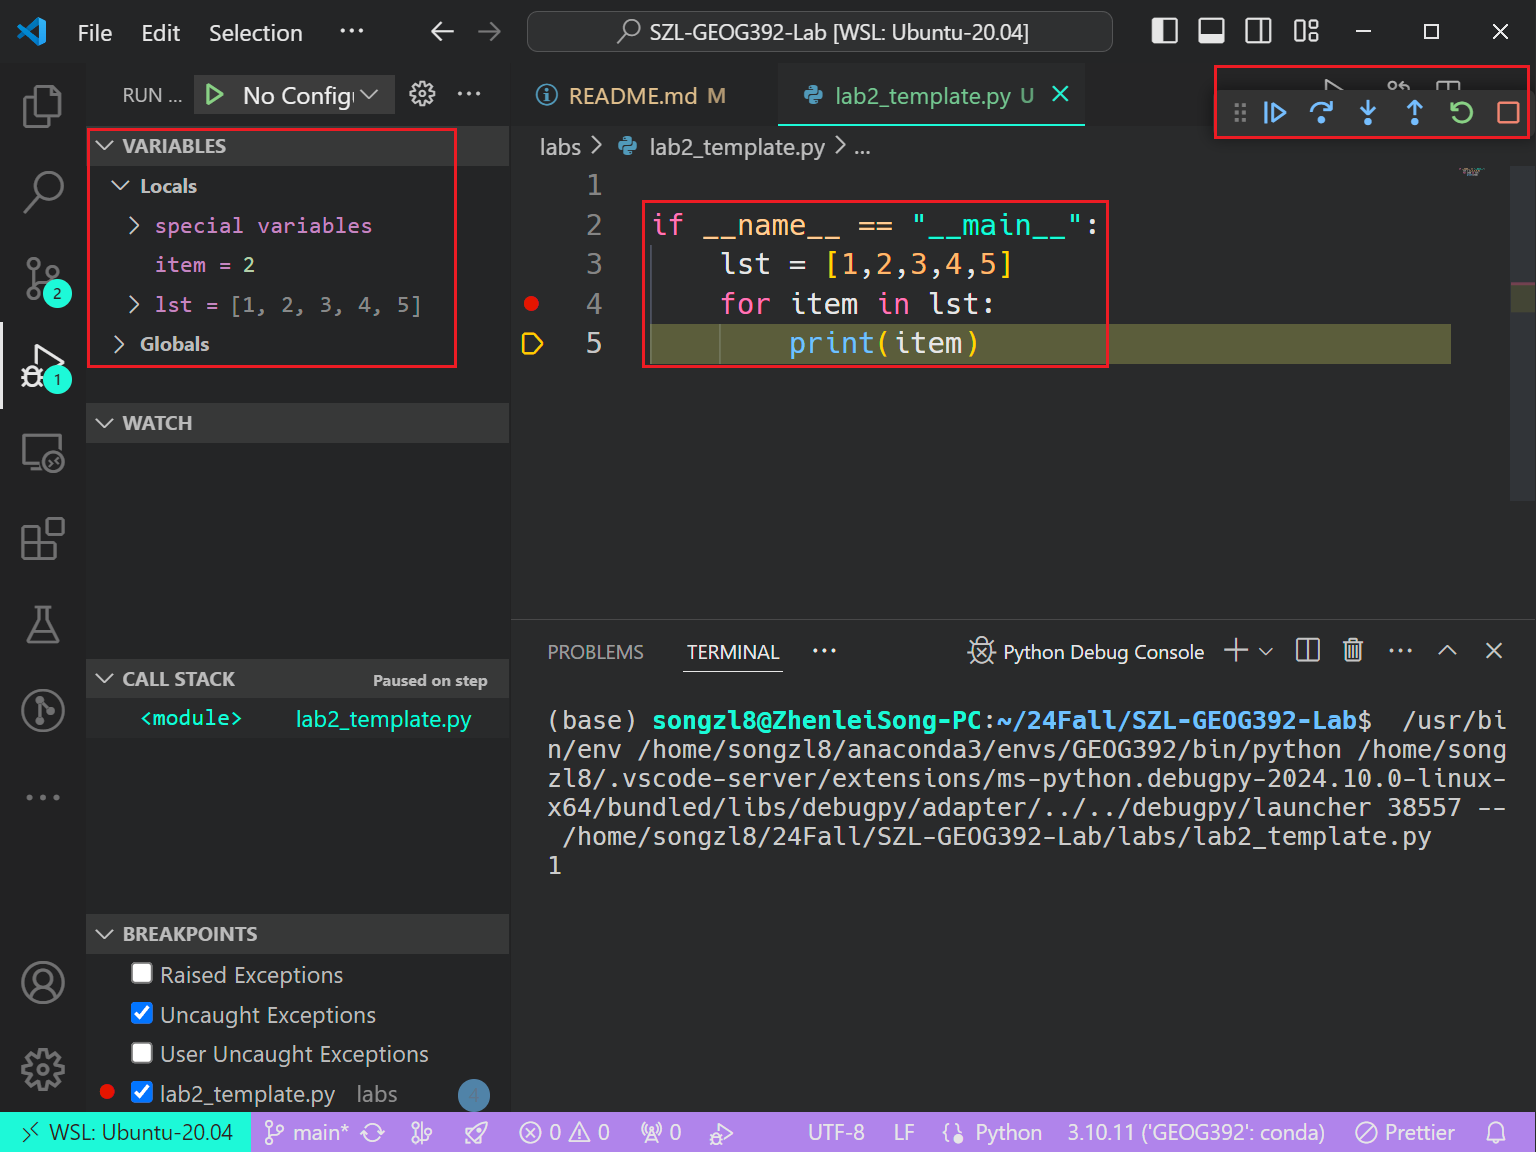 File Edit Selection ··· SZL-GEOG392-Lab [WSL: Ubuntu-20.04]
RUN ... No Config ···
VARIABLES
Locals
special variables
item = 2
lst = [1, 2, 3, 4, 5]
Globals
WATCH
CALL STACK Paused on step
<module> lab2_template.py
BREAKPOINTS
Raised Exceptions
Uncaught Exceptions
User Uncaught Exceptions
lab2_template.py labs 4
2
1
README.md M lab2_template.py U
labs > lab2_template.py > ...
1
2 if __name__ == "__main__":
3 lst = [1,2,3,4,5]
4 for item in lst:
5 print(item)
PROBLEMS TERMINAL ··· Python Debug Console ···
(base) songzl8@ZhenleiSong-PC:~/24Fall/SZL-GEOG392-Lab$ /usr/bi
n/env /home/songzl8/anaconda3/envs/GEOG392/bin/python /home/song
zl8/.vscode-server/extensions/ms-python.debugpy-2024.10.0-linux-
x64/bundled/libs/debugpy/adapter/../../debugpy/launcher 38557 --
/home/songzl8/24Fall/SZL-GEOG392-Lab/labs/lab2_template.py
1
WSL: Ubuntu-20.04 main* 0 0 0 UTF-8 LF Python 3.10.11 ('GEOG392': conda) Prettier